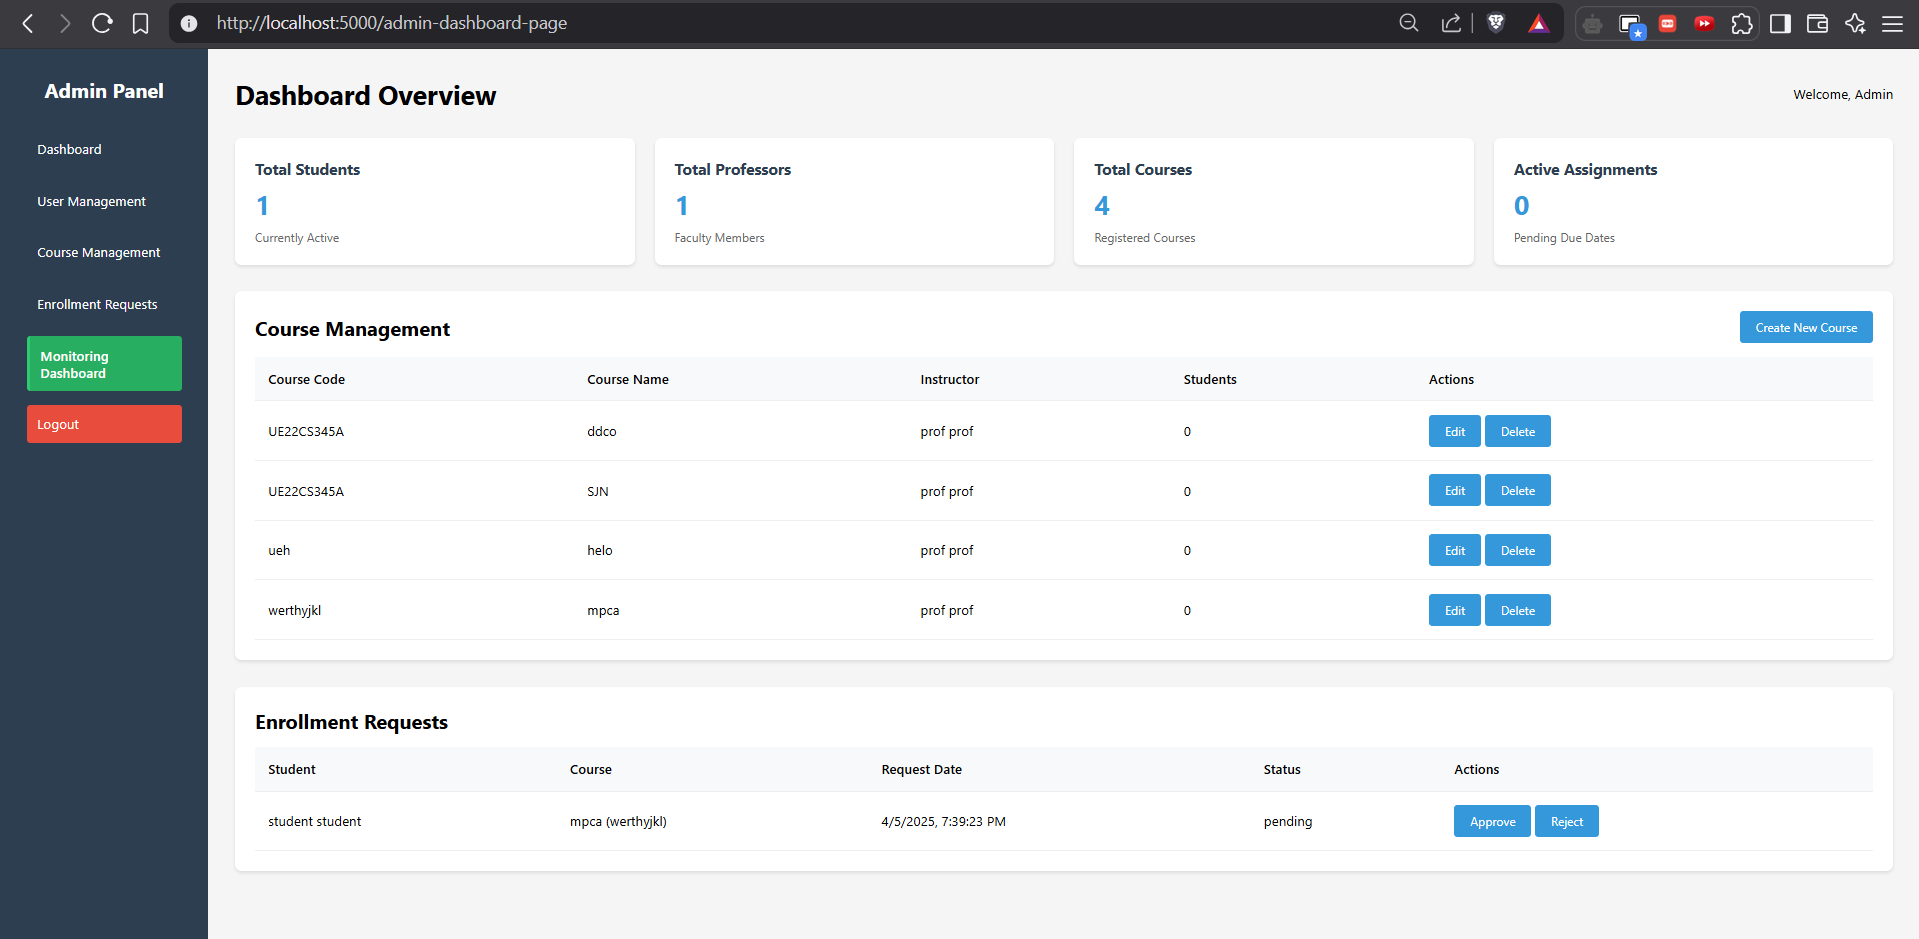 http://localhost:5000/admin-dashboard-page
Admin Panel
Dashboard
User Management
Course Management
Enrollment Requests
Monitoring
Dashboard
Logout
Dashboard Overview
Welcome, Admin
Total Students
1
Currently Active
Total Professors
1
Faculty Members
Total Courses
4
Registered Courses
Active Assignments
0
Pending Due Dates
Course Management
Create New Course
Course Code Course Name Instructor Students Actions
UE22CS345A ddco prof prof 0 Edit Delete
UE22CS345A SJN prof prof 0 Edit Delete
ueh helo prof prof 0 Edit Delete
werthyjkl mpca prof prof 0 Edit Delete
Enrollment Requests
Student Course Request Date Status Actions
student student mpca (werthyjkl) 4/5/2025, 7:39:23 PM pending Approve Reject